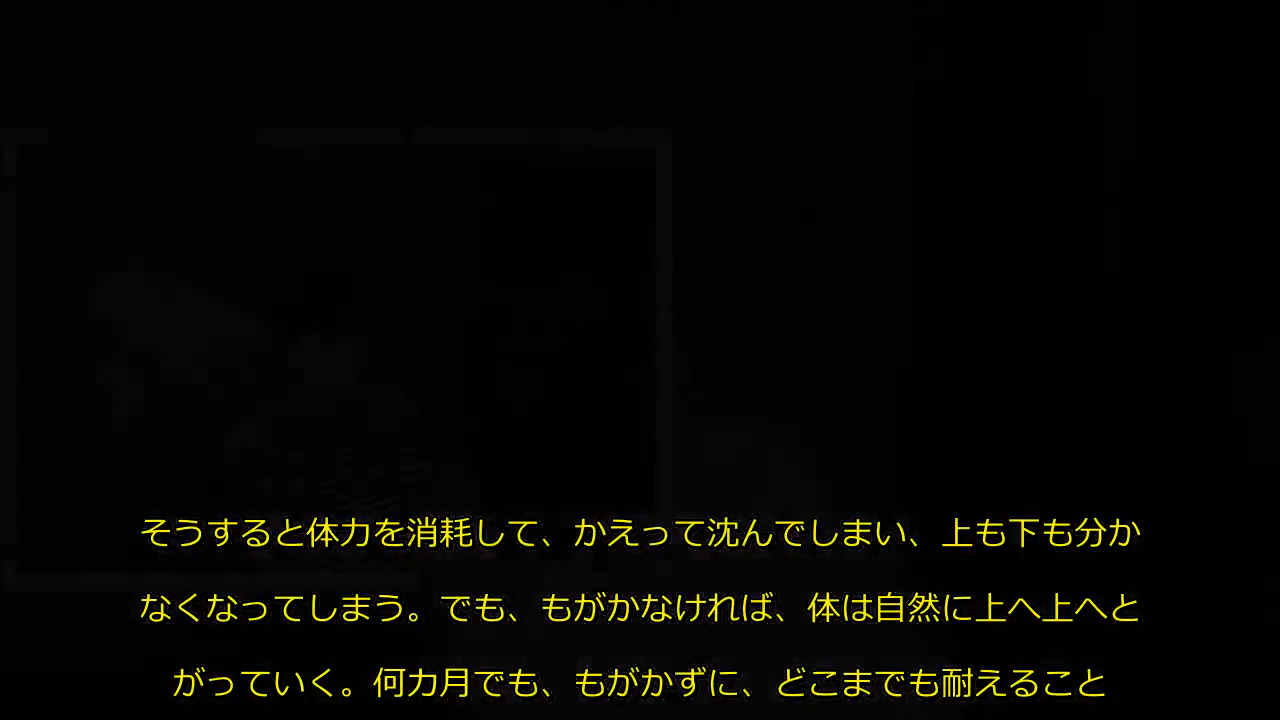 そうすると体力を消耗して、かえって沈んでしまい、上も下も分か
なくなってしまう。でも、もがかなければ、体は自然に上へ上へと
がっていく。何カ月でも、もがかずに、どこまでも耐えること